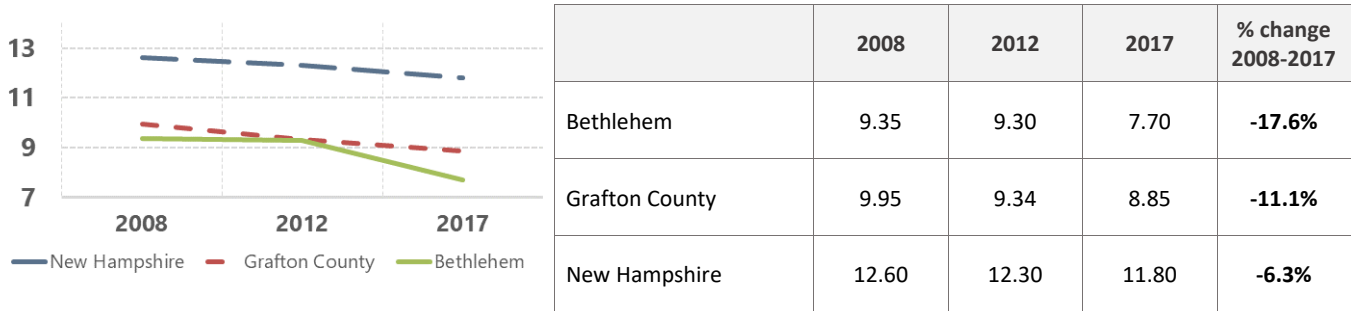 13
11
9
7
2008 2012 2017
New Hampshire Grafton County Bethlehem
2008 2012 2017 % change
2008-2017
Bethlehem 9.35 9.30 7.70 -17.6%
Grafton County 9.95 9.34 8.85 -11.1%
New Hampshire 12.60 12.30 11.80 -6.3%